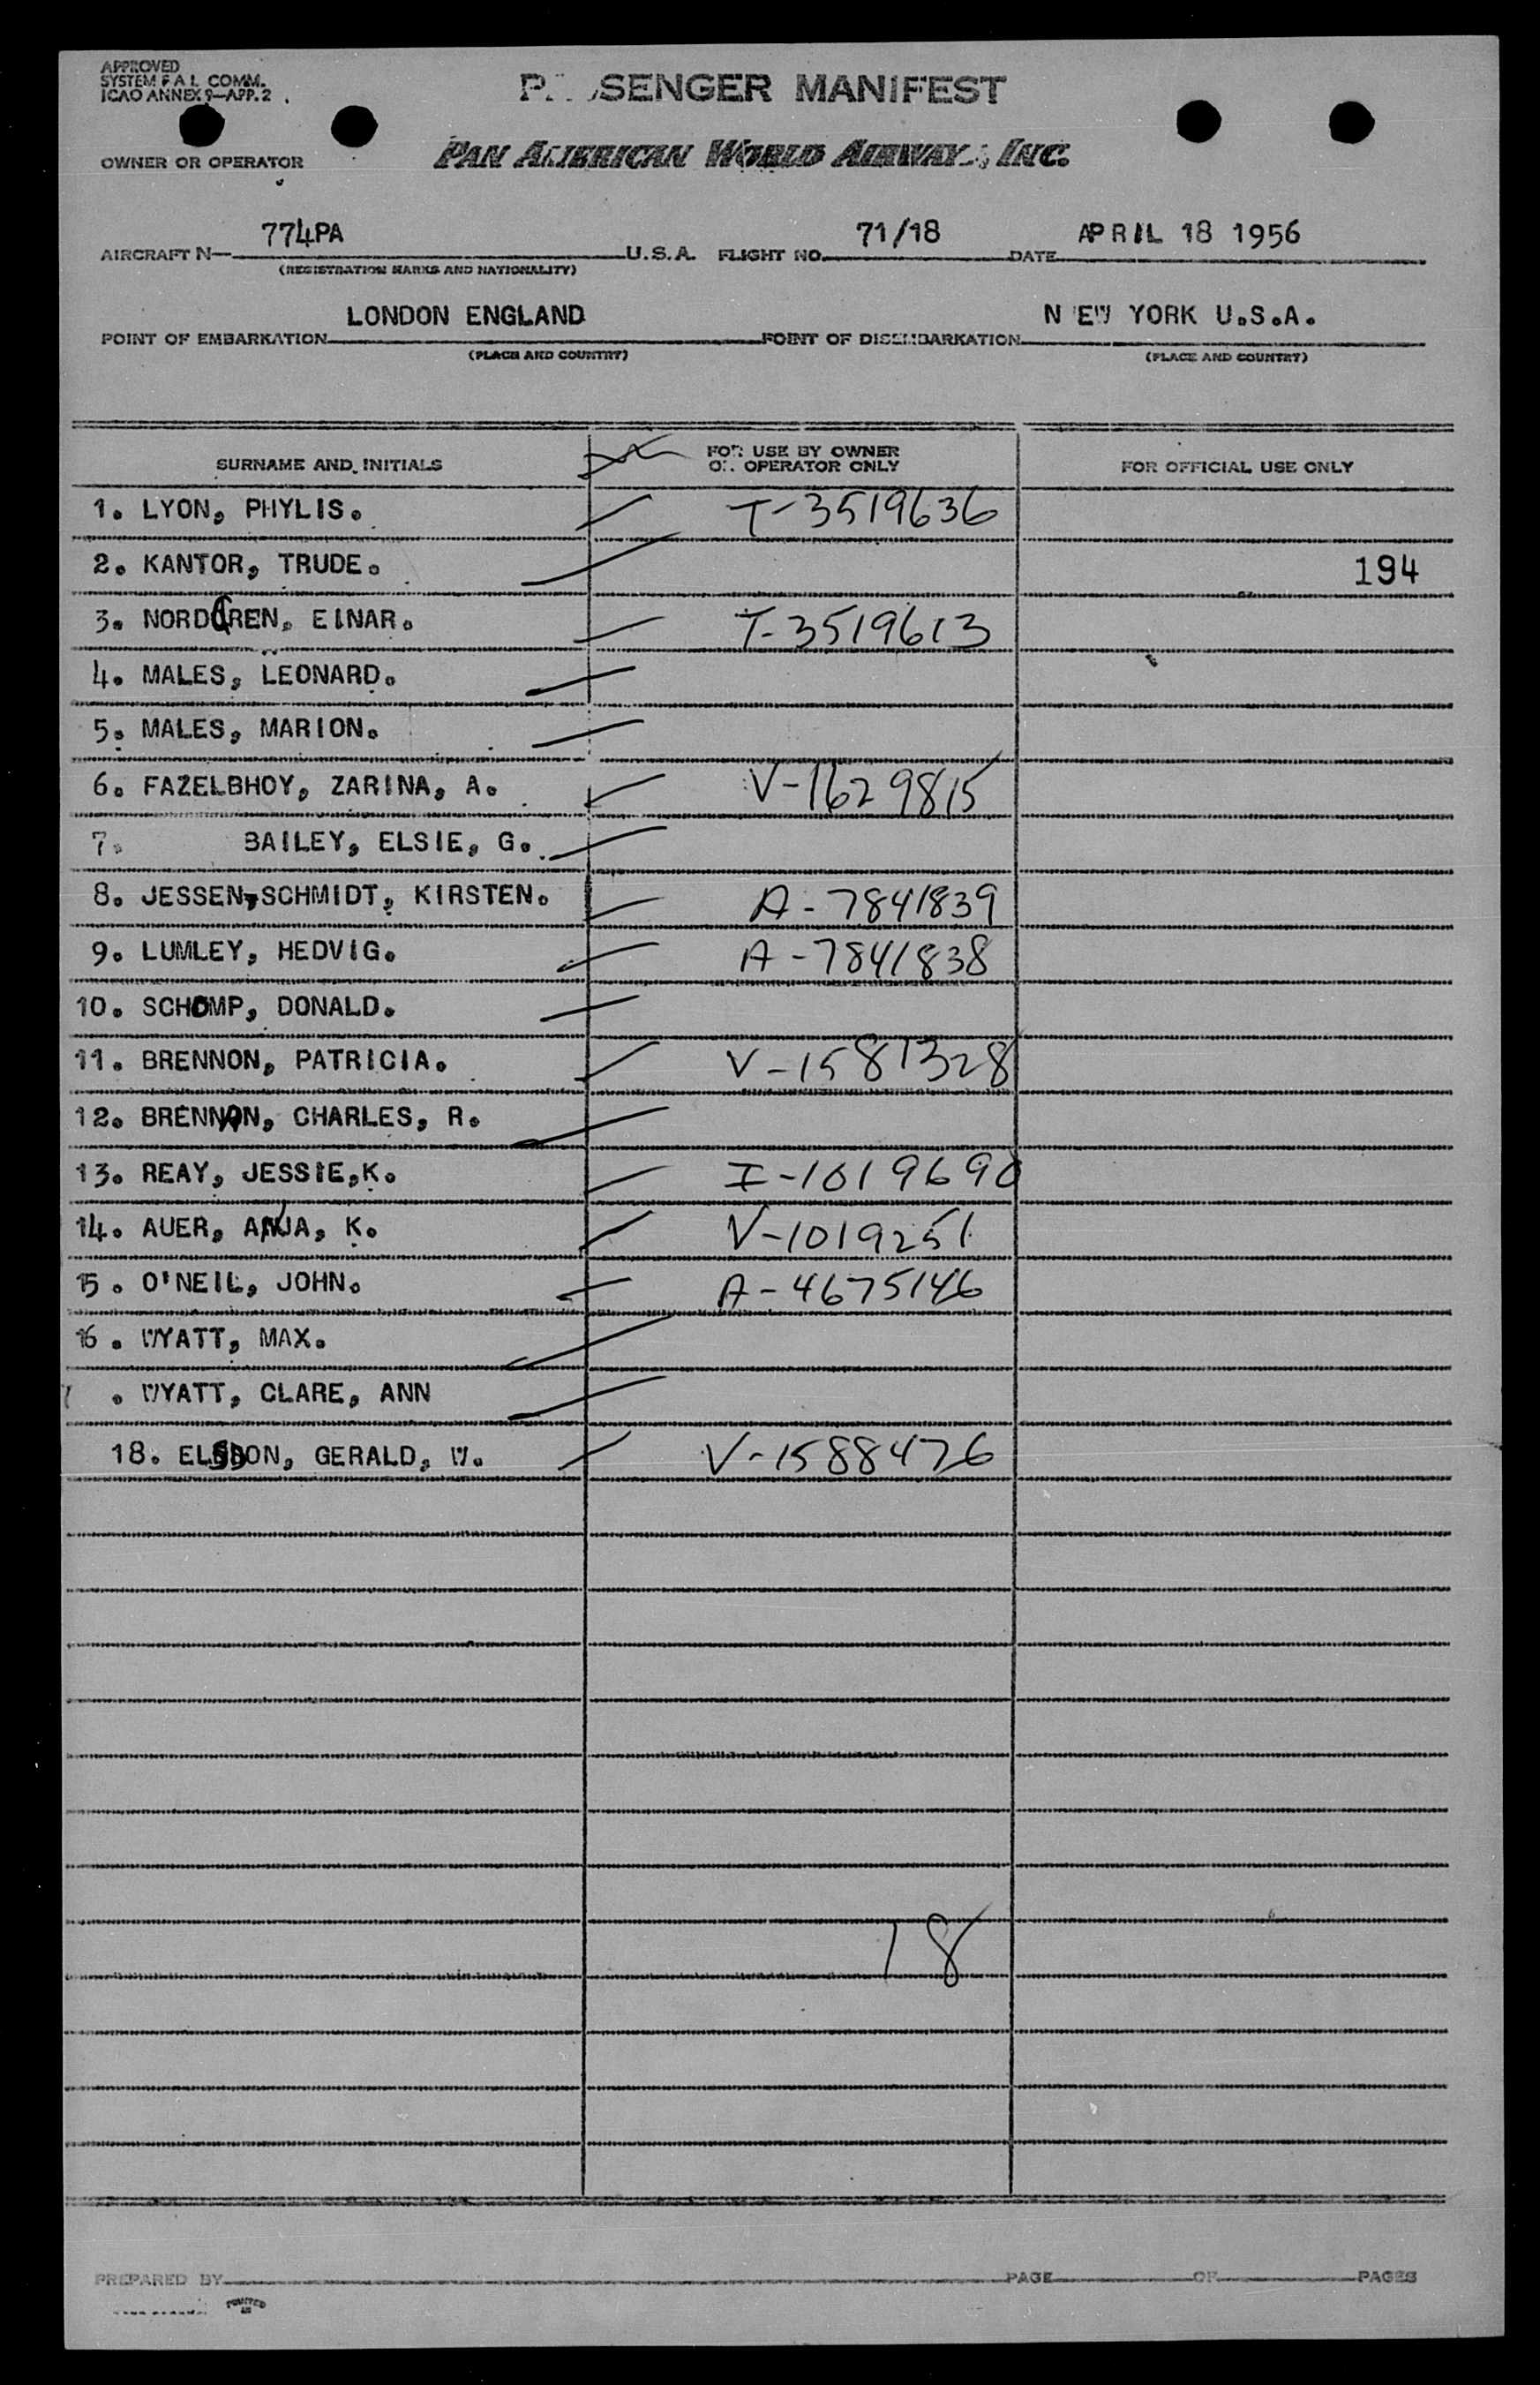 APPROVED
SYSTEM F A L COMM.
ICAO ANNEX 9—APP. 2
PASSENGER MANIFEST
OWNER OR OPERATOR PAN AMERICAN WORLD AIRWAYS, INC.
AIRCRAFT N— 774PA U.S.A. FLIGHT NO. 71/18 DATE APRIL 18 1956
(REGISTRATION MARKS AND NATIONALITY)
POINT OF EMBARKATION LONDON ENGLAND POINT OF DISEMBARKATION NEW YORK U.S.A.
(PLACE AND COUNTRY) (PLACE AND COUNTRY)
SURNAME AND INITIALS FOR USE BY OWNER OR OPERATOR ONLY FOR OFFICIAL USE ONLY
1. LYON, PHYLIS. T-3519636
2. KANTOR, TRUDE. 194
3. NORDGREN, EINAR. T-3519613
4. MALES, LEONARD.
5. MALES, MARION.
6. FAZELBHOY, ZARINA, A. V-1629815
7. BAILEY, ELSIE, G.
8. JESSEN,SCHMIDT, KIRSTEN. A-7841839
9. LUMLEY, HEDVIG. A-7841838
10. SCHOMP, DONALD.
11. BRENNON, PATRICIA. V-1581328
12. BRENNAN, CHARLES, R.
13. REAY, JESSIE,K. I-1019690
14. AUER, ANJA, K. V-1019251
15. O'NEIL, JOHN. A-4675146
16. WYATT, MAX.
. WYATT, CLARE, ANN
18. ELSDON, GERALD, W. V-1588476
18
PREPARED BY PAGE OF PAGES
PRINTED